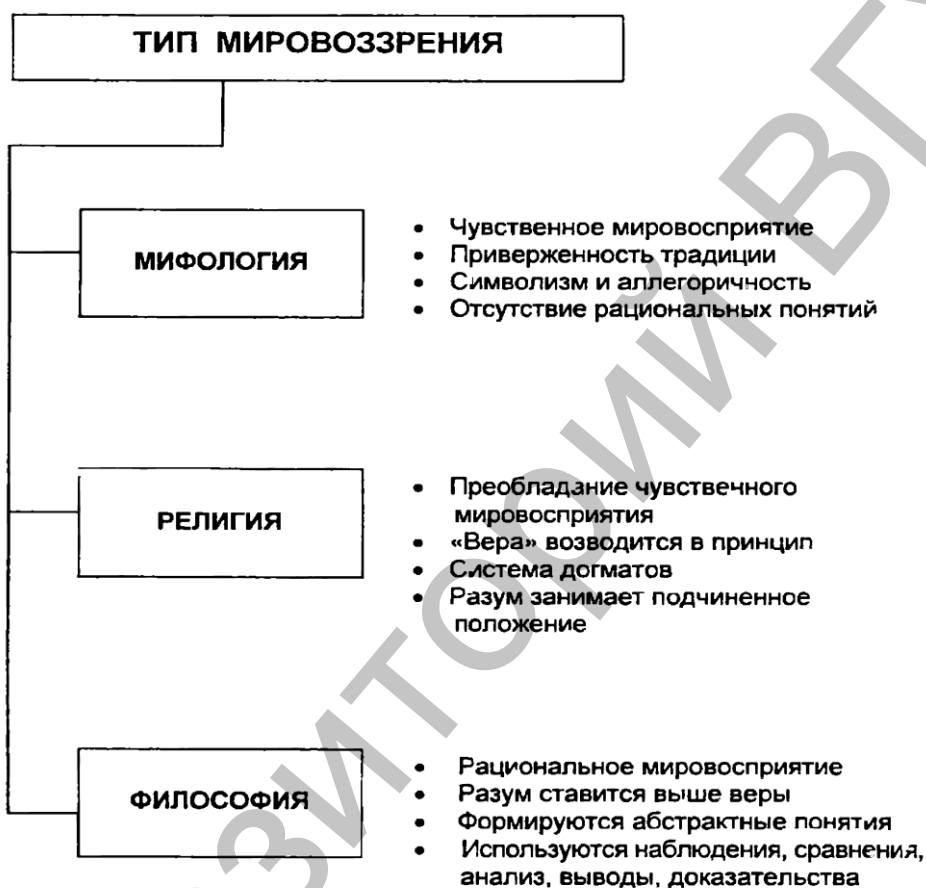 ТИП МИРОВОЗЗРЕНИЯ
МИФОЛОГИЯ
• Чувственное мировосприятие
• Приверженность традиции
• Символизм и аллегоричность
• Отсутствие рациональных понятий
РЕЛИГИЯ
• Преобладание чувственного
мировосприятия
• «Вера» возводится в принцип
• Система догматов
• Разум занимает подчиненное
положение
ФИЛОСОФИЯ
• Рациональное мировосприятие
• Разум ставится выше веры
• Формируются абстрактные понятия
• Используются наблюдения, сравнения,
анализ, выводы, доказательства